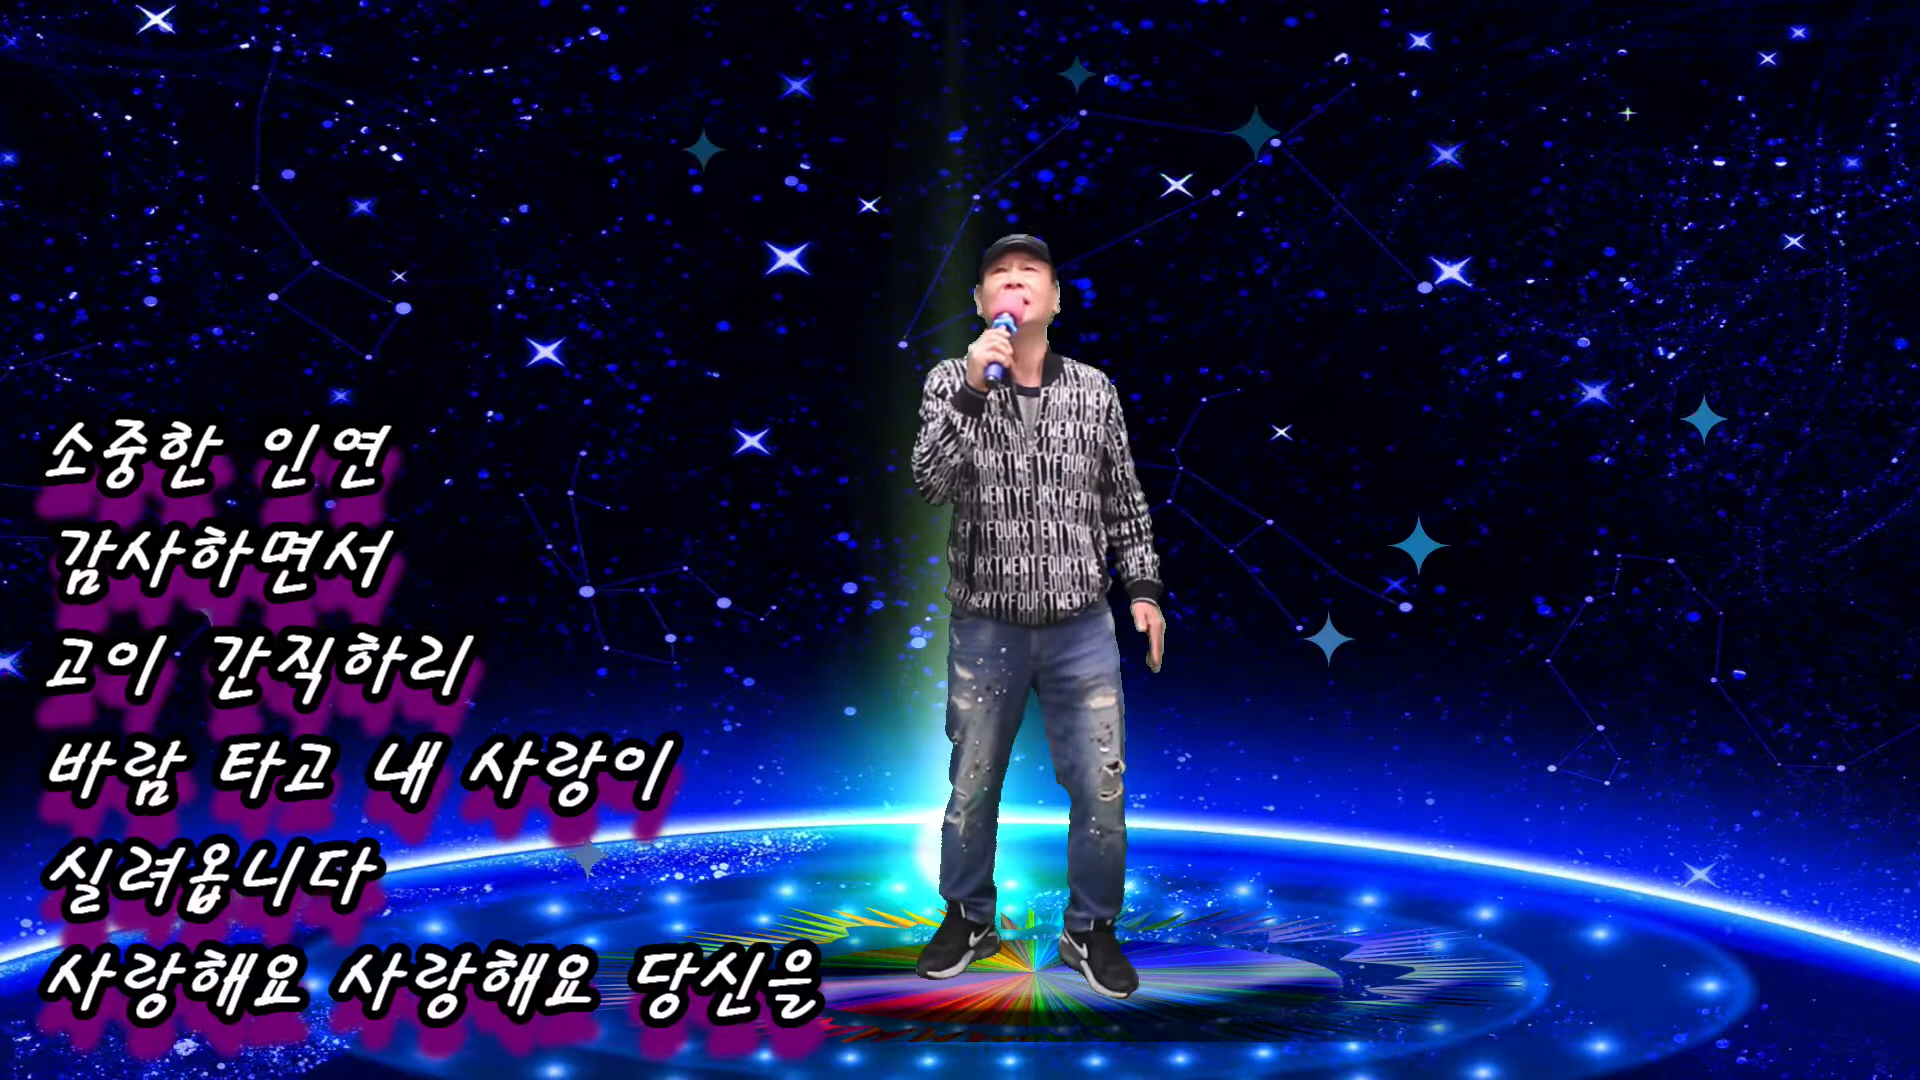 소중한 인연
감사하면서
고이 간직하리
바람 타고 내 사랑이
실려옵니다
사랑해요 사랑해요 당신을